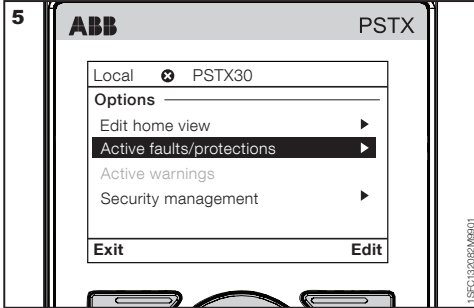 5
ABB PSTX
Local PSTX30
Options
Edit home view
Active faults/protections
Active warnings
Security management
Exit Edit
1SFC132082M9901